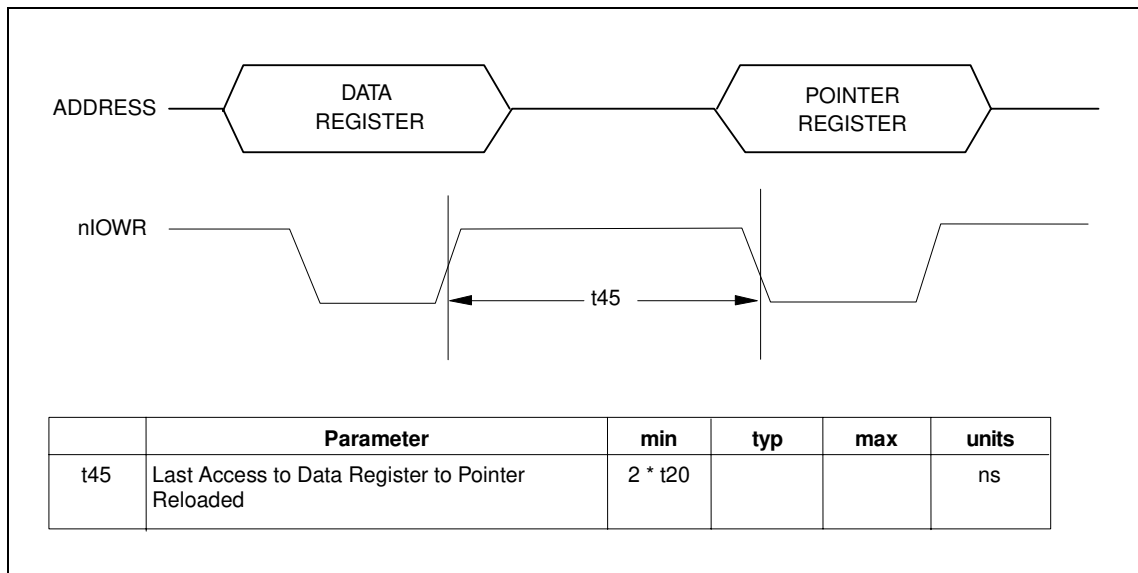 ADDRESS
DATA
REGISTER
POINTER
REGISTER
nIOWR
t45
Parameter min typ max units
t45 Last Access to Data Register to Pointer 2 * t20 ns
Reloaded